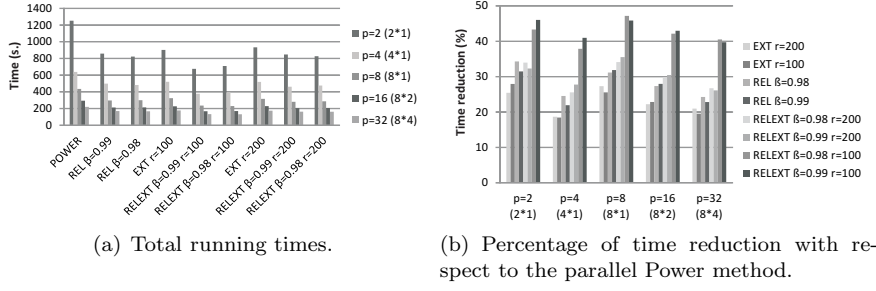 1400
1200
1000
800
600
400
200
0
Time (s.)
POWER
REL ß=0.99
REL ß=0.98
EXT r=100
RELEXT ß=0.99 r=100
RELEXT ß=0.98 r=100
EXT r=200
RELEXT ß=0.99 r=200
RELEXT ß=0.98 r=200
p=2 (2*1)
p=4 (4*1)
p=8 (8*1)
p=16 (8*2)
p=32 (8*4)
(a) Total running times.
50
40
30
20
10
0
Time reduction (%)
p=2 p=4 p=8 p=16 p=32
(2*1) (4*1) (8*1) (8*2) (8*4)
EXT r=200
EXT r=100
REL ß=0.98
REL ß=0.99
RELEXT ß=0.98 r=200
RELEXT ß=0.99 r=200
RELEXT ß=0.98 r=100
RELEXT ß=0.99 r=100
(b) Percentage of time reduction with re-
spect to the parallel Power method.